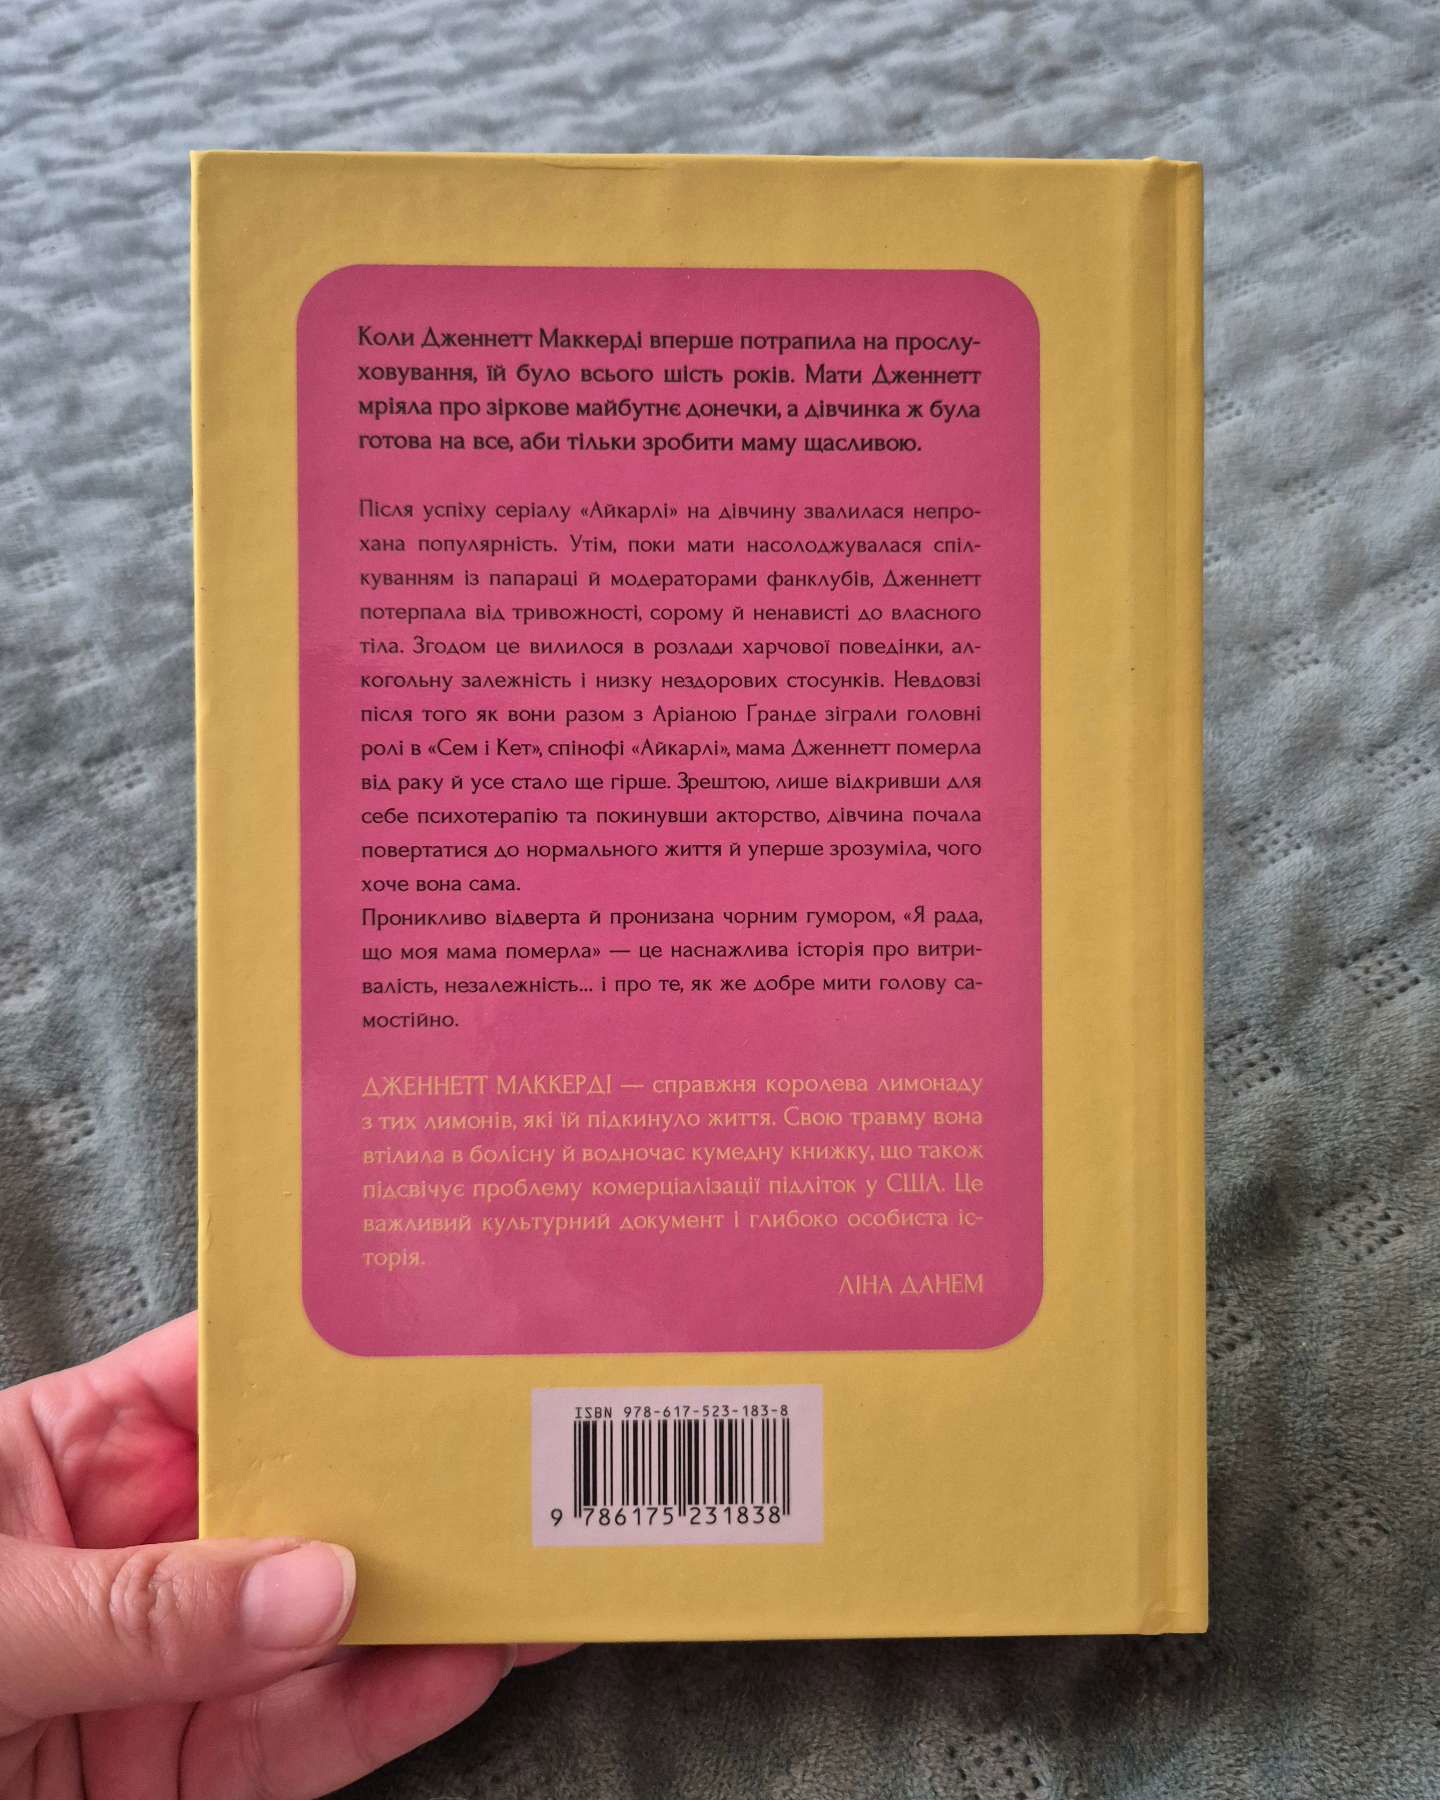 Коли Дженнетт Маккерді вперше потрапила на прослу-
ховування, їй було всього шість років. Мати Дженнетт
мріяла про зіркове майбутнє донечки, а дівчинка ж була
готова на все, аби тільки зробити маму щасливою.
Після успіху серіалу «Айкарлі» на дівчину звалилася непро-
хана популярність. Утім, поки мати насолоджувалася спіл-
куванням із папараці й модераторами фанклубів, Дженнетт
потерпала від тривожності, сорому й ненависті до власного
тіла. Згодом це вилилося в розлади харчової поведінки, ал-
когольну залежність і низку нездорових стосунків. Невдовзі
після того як вони разом з Аріаною Ґранде зіграли головні
ролі в «Сем і Кет», спінофі «Айкарлі», мама Дженнетт померла
від раку й усе стало ще гірше. Зрештою, лише відкривши для
себе психотерапію та покинувши акторство, дівчина почала
повертатися до нормального життя й уперше зрозуміла, чого
хоче вона сама.
Проникливо відверта й пронизана чорним гумором, «Я рада,
що моя мама померла» — це наснажлива історія про витри-
валість, незалежність... і про те, як же добре мити голову са-
мостійно.
ДЖЕННЕТТ МАККЕРДІ — справжня королева лимонаду
з тих лимонів, які їй підкинуло життя. Свою травму вона
втілила в болісну й водночас кумедну книжку, що також
підсвічує проблему комерціалізації підліток у США. Це
важливий культурний документ і глибоко особиста іс-
торія.
ЛІНА ДАНЕМ
ISBN 978-617-523-183-8
9 786175 231838